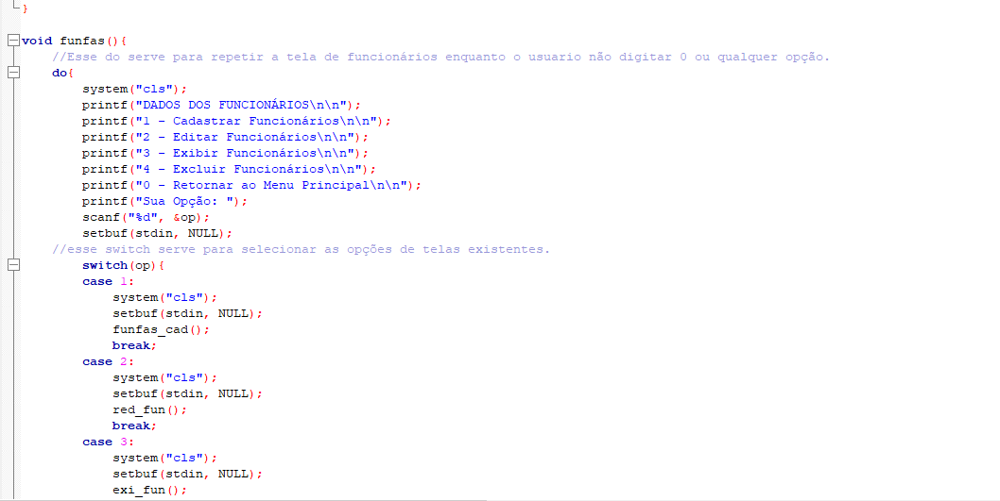 }
void funfas(){
//Esse do serve para repetir a tela de funcionários enquanto o usuario não digitar 0 ou qualquer opção.
do{
system("cls");
printf("DADOS DOS FUNCIONÁRIOS\n\n");
printf("1 - Cadastrar Funcionários\n\n");
printf("2 - Editar Funcionários\n\n");
printf("3 - Exibir Funcionários\n\n");
printf("4 - Excluir Funcionários\n\n");
printf("0 - Retornar ao Menu Principal\n\n");
printf("Sua Opção: ");
scanf("%d", &op);
setbuf(stdin, NULL);
//esse switch serve para selecionar as opções de telas existentes.
switch(op){
case 1:
system("cls");
setbuf(stdin, NULL);
funfas_cad();
break;
case 2:
system("cls");
setbuf(stdin, NULL);
red_fun();
break;
case 3:
system("cls");
setbuf(stdin, NULL);
exi_fun();